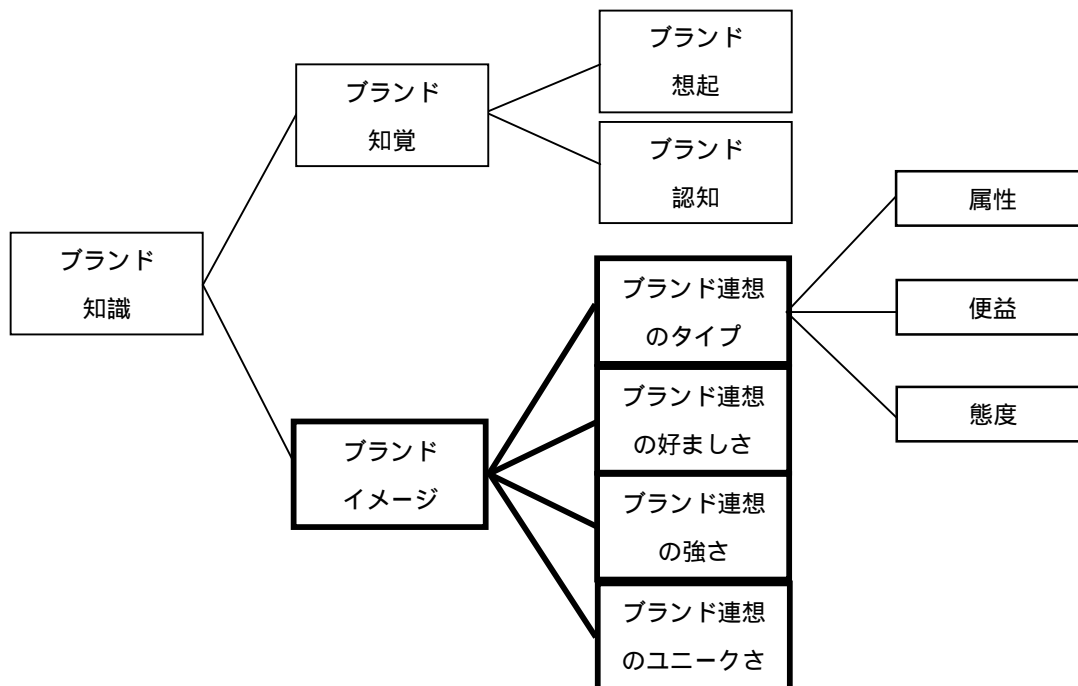 ブランド
知識
ブランド
知覚
ブランド
イメージ
ブランド
想起
ブランド
認知
ブランド連想
のタイプ
ブランド連想
の好ましさ
ブランド連想
の強さ
ブランド連想
のユニークさ
属性
便益
態度